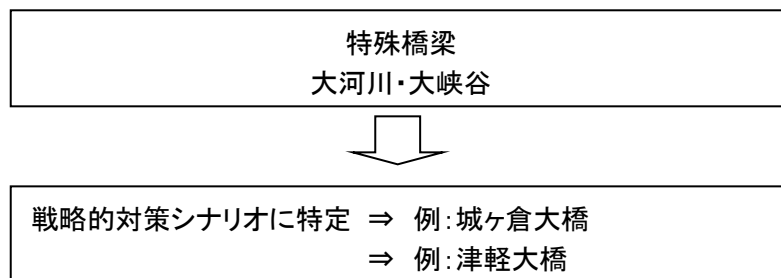 特殊橋梁
大河川・大峡谷
戦略的対策シナリオに特定 ⇒ 例:城ヶ倉大橋
⇒ 例:津軽大橋